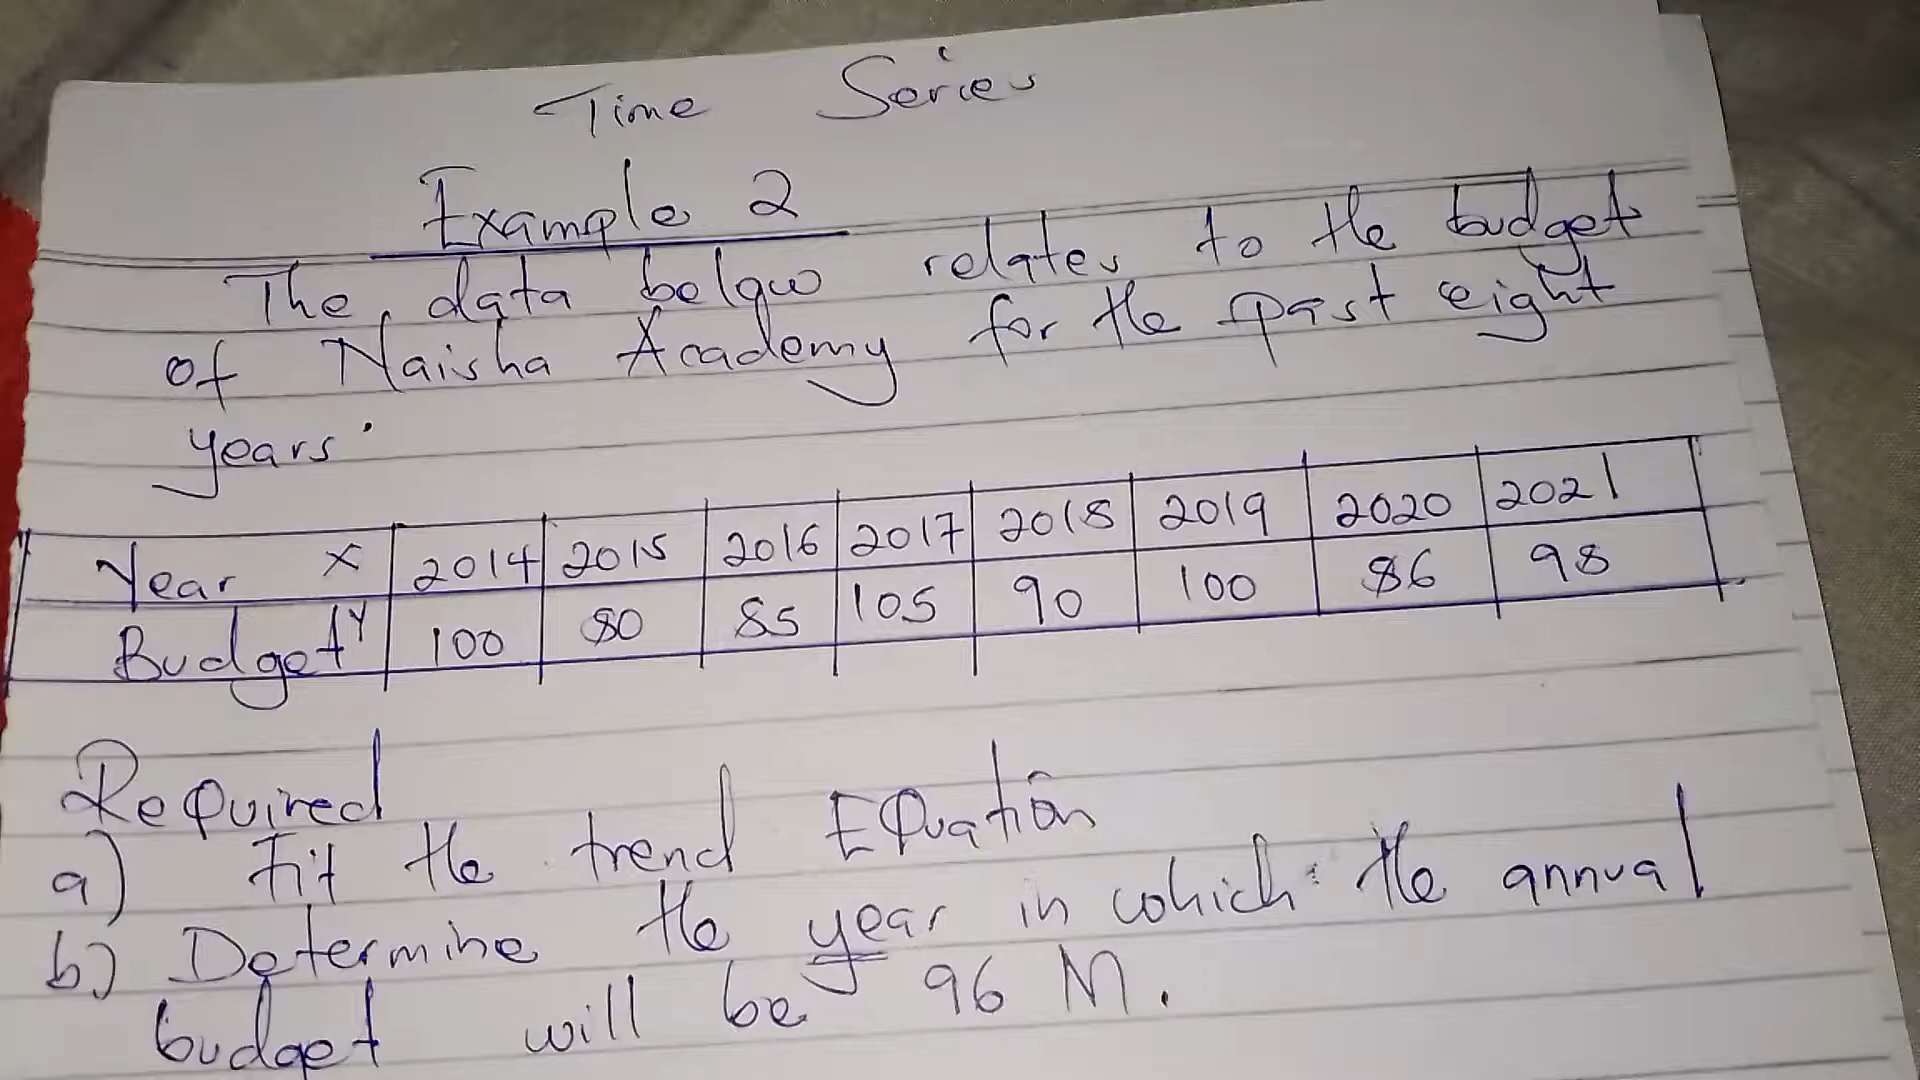 Time Series
Example 2
The data below relates to the budget
of Naisha Academy for the past eight
years.
Year X 2014 2015 2016 2017 2018 2019 2020 2021
Budget Y 100 80 85 105 90 100 86 98
Required
a) Fit the trend Equation
b) Determine the year in which the annual
budget will be 96 M.